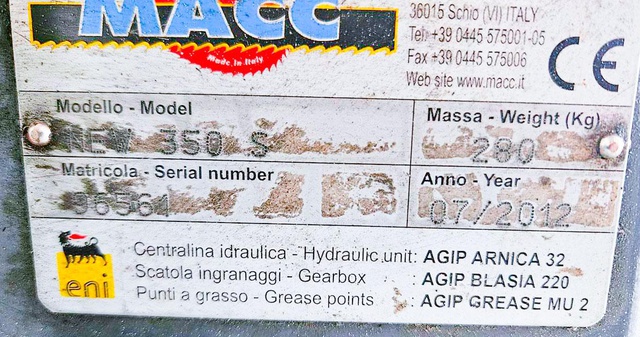 MACC
Made in Italy
36015 Schio (VI) ITALY
Tel. +39 0445 575001-05
Fax +39 0445 575006
Web site www.macc.it
CE
Modello - Model
NEW 350 S
Massa - Weight (Kg)
280
Matricola - Serial number
96564
Anno - Year
07/2012
eni
Centralina idraulica - Hydraulic unit: AGIP ARNICA 32
Scatola ingranaggi - Gearbox : AGIP BLASIA 220
Punti a grasso - Grease points : AGIP GREASE MU 2